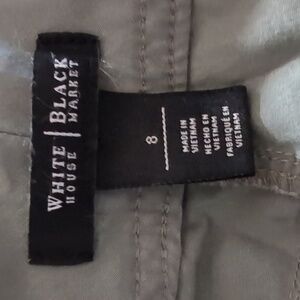 WHITE | BLACK
HOUSE | MARKET
8
MADE IN
VIETNAM
HECHO EN
VIETNAM
FABRIQUÉ EN
VIETNAM